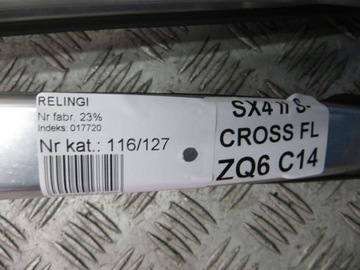 RELINGI
Nr fabr. 23%
Indeks: 017720
Nr kat.: 116/127
SX4 II S-
CROSS FL
ZQ6 C14